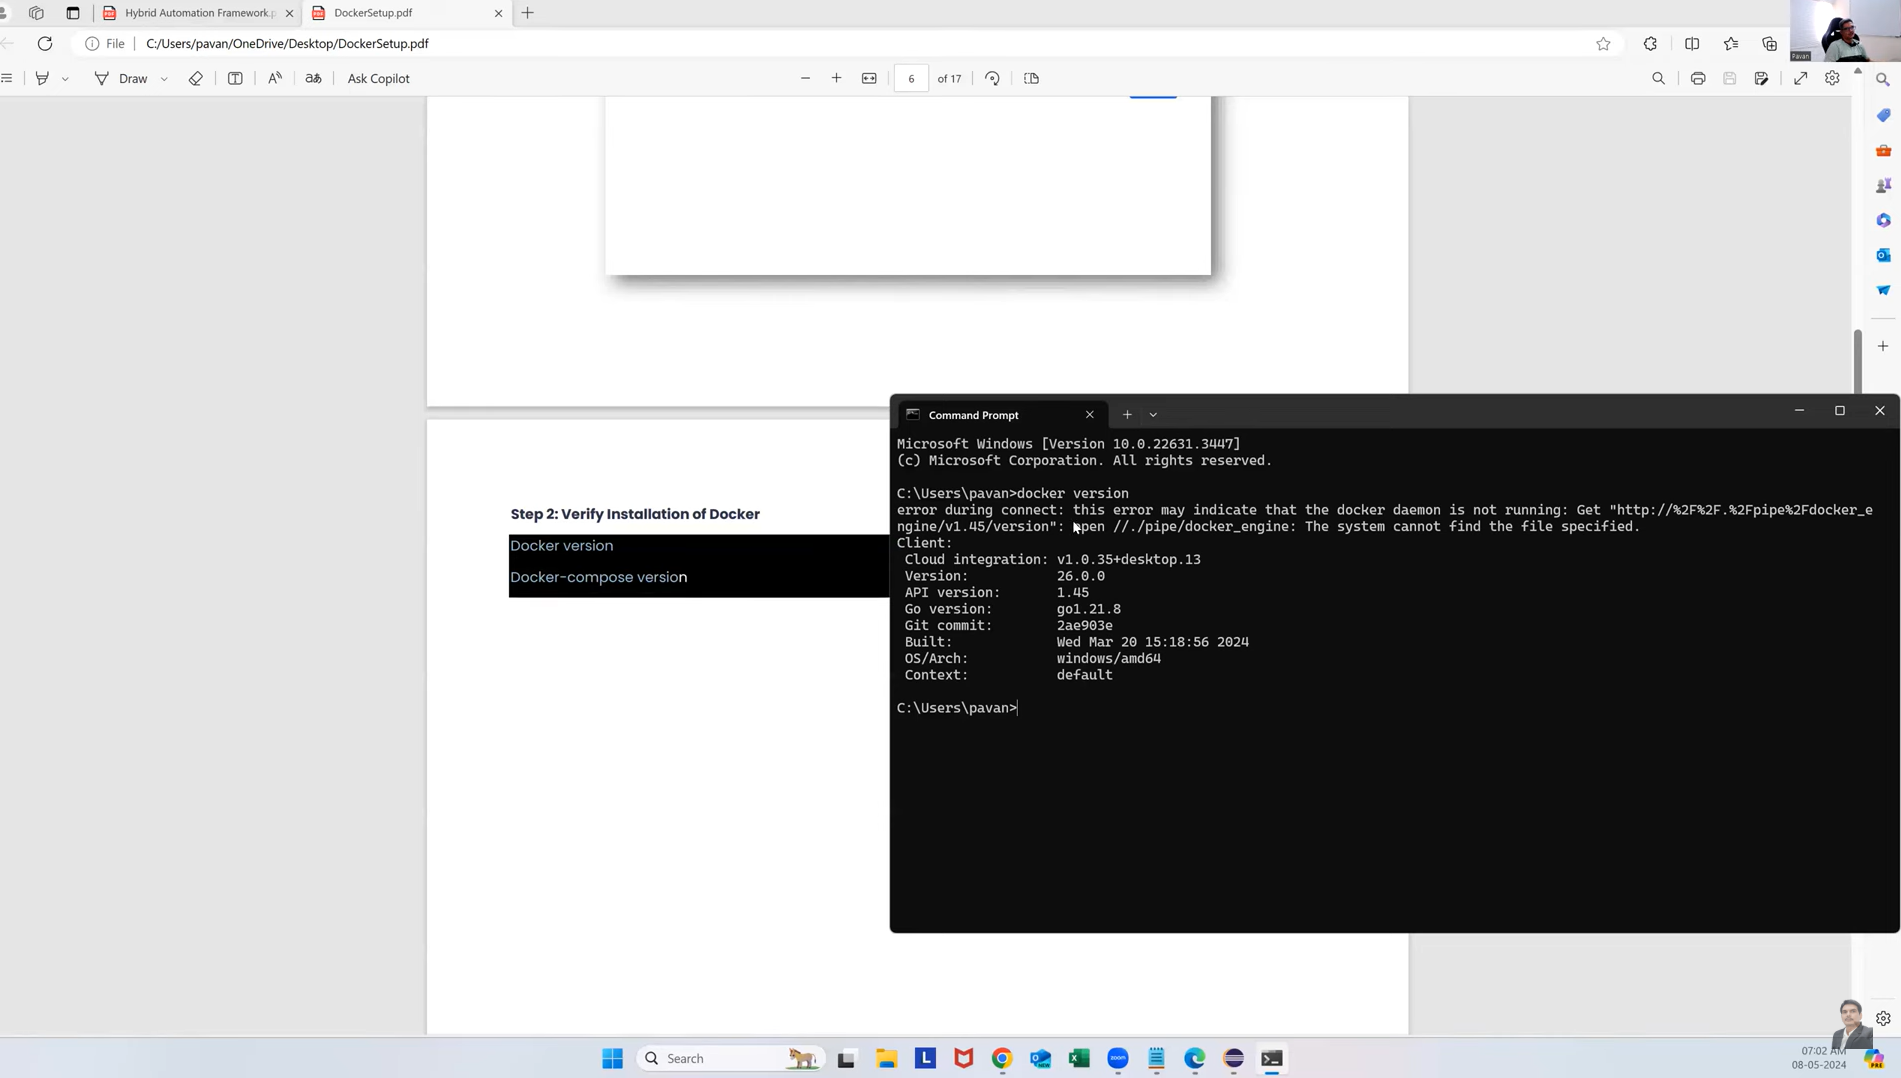 Hybrid Automation Framework.p
DockerSetup.pdf
File
C:/Users/pavan/OneDrive/Desktop/DockerSetup.pdf
Draw
Ask Copilot
6
of 17
Pavan
Step 2: Verify Installation of Docker
Docker version
Docker-compose version
Command Prompt
Microsoft Windows [Version 10.0.22631.3447]
(c) Microsoft Corporation. All rights reserved.
C:\Users\pavan>docker version
error during connect: this error may indicate that the docker daemon is not running: Get "http://%2F%2F.%2Fpipe%2Fdocker_e
ngine/v1.45/version": open //./pipe/docker_engine: The system cannot find the file specified.
Client:
Cloud integration: v1.0.35+desktop.13
Version: 26.0.0
API version: 1.45
Go version: go1.21.8
Git commit: 2ae903e
Built: Wed Mar 20 15:18:56 2024
OS/Arch: windows/amd64
Context: default
C:\Users\pavan>
Search
07:02 AM
08-05-2024